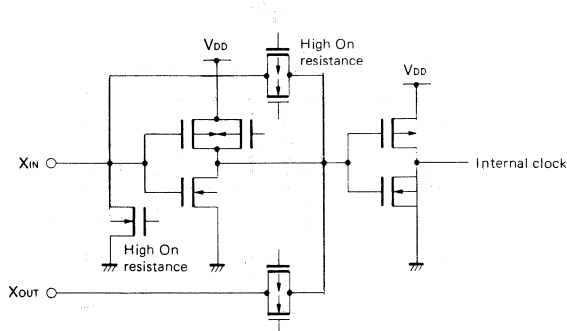 High On
resistance
VDD
VDD
XIN
Internal clock
High On
resistance
XOUT